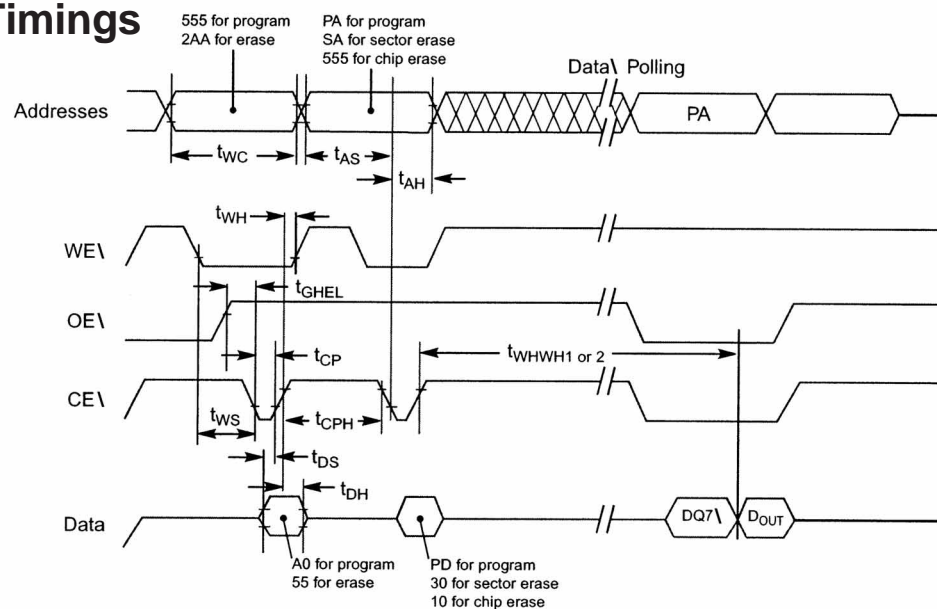 Timings
555 for program
2AA for erase
PA for program
SA for sector erase
555 for chip erase
Data\ Polling
Addresses
PA
tWC
tAS
tAH
tWH
WE\
tGHEL
OE\
tCP
tWHWH1 or 2
CE\
tWS
tCPH
tDS
tDH
Data
DQ7\
DOUT
A0 for program
55 for erase
PD for program
30 for sector erase
10 for chip erase